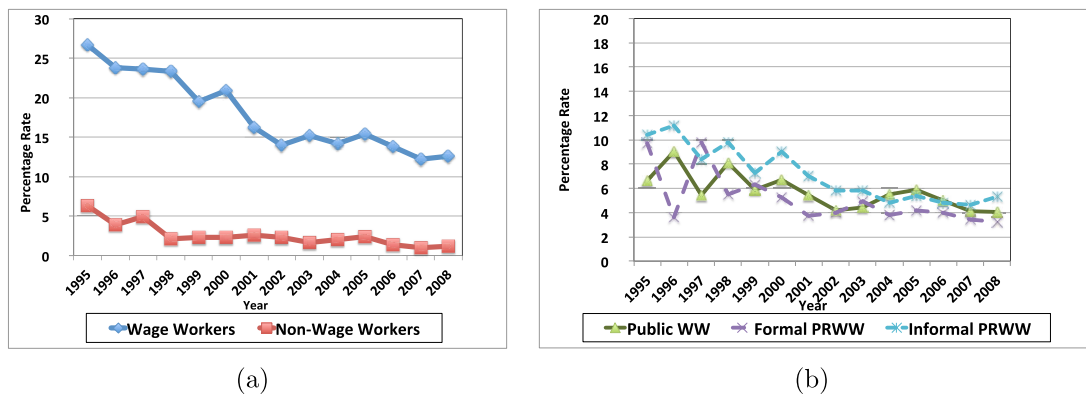 30
25
20
15
10
5
0
Percentage Rate
1995 1996 1997 1998 1999 2000 2001 2002 2003 2004 2005 2006 2007 2008
Year
Wage Workers Non-Wage Workers
(a)
20
18
16
14
12
10
8
6
4
2
0
Percentage Rate
1995 1996 1997 1998 1999 2000 2001 2002 2003 2004 2005 2006 2007 2008
Year
Public WW Formal PRWW Informal PRWW
(b)